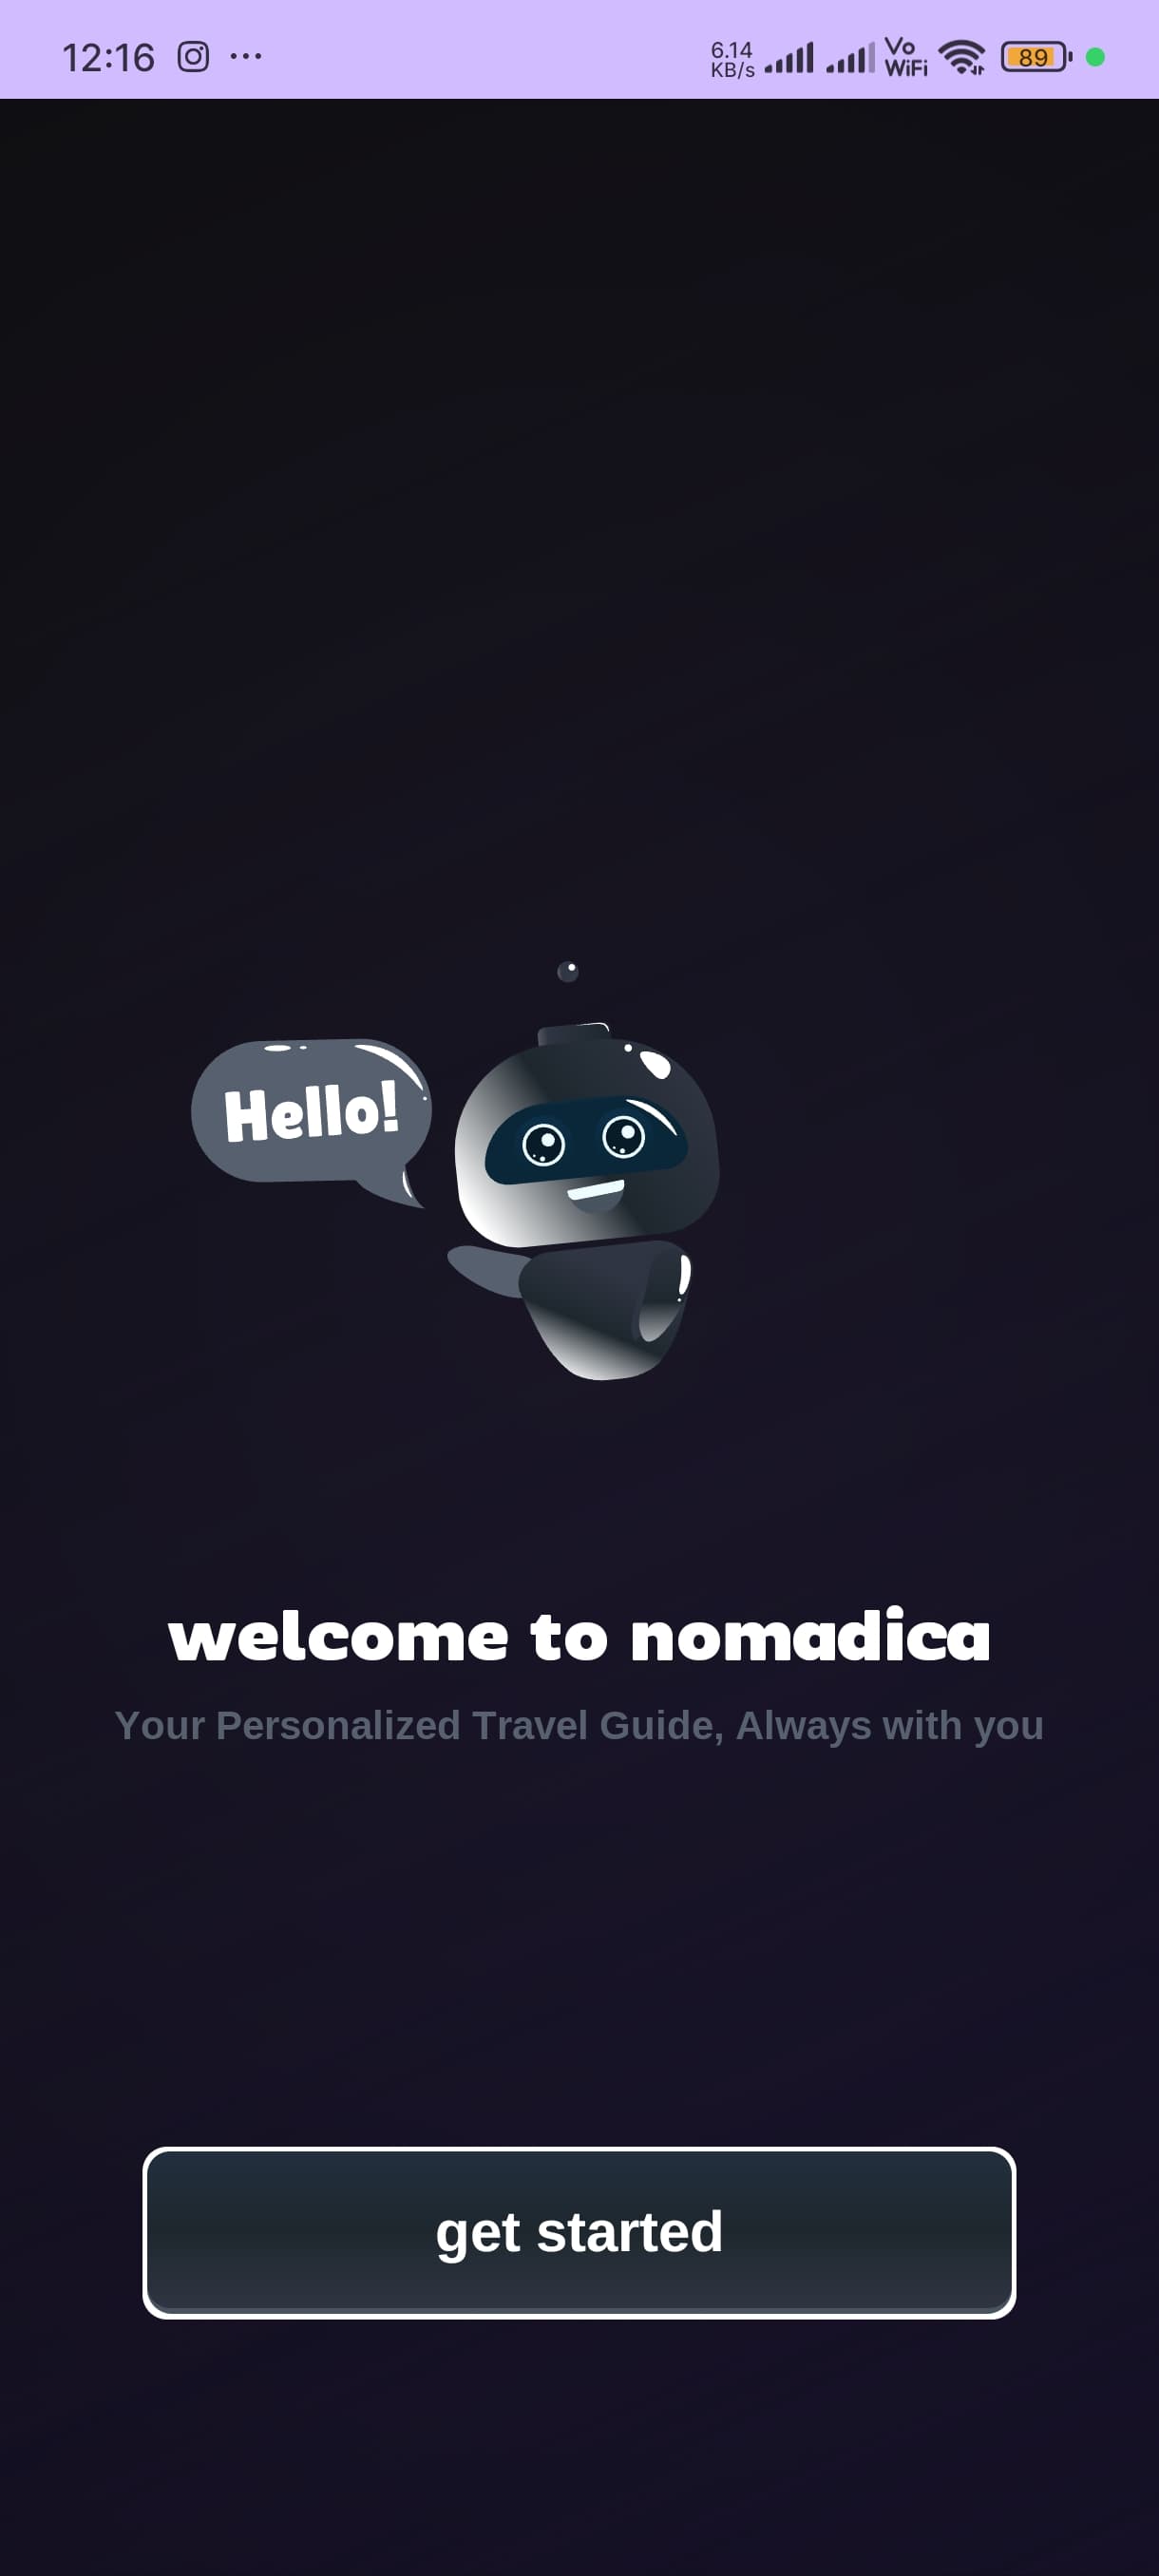 12:16
6.14
KB/s
Vo
WiFi
89
Hello!
welcome to nomadica
Your Personalized Travel Guide, Always with you
get started